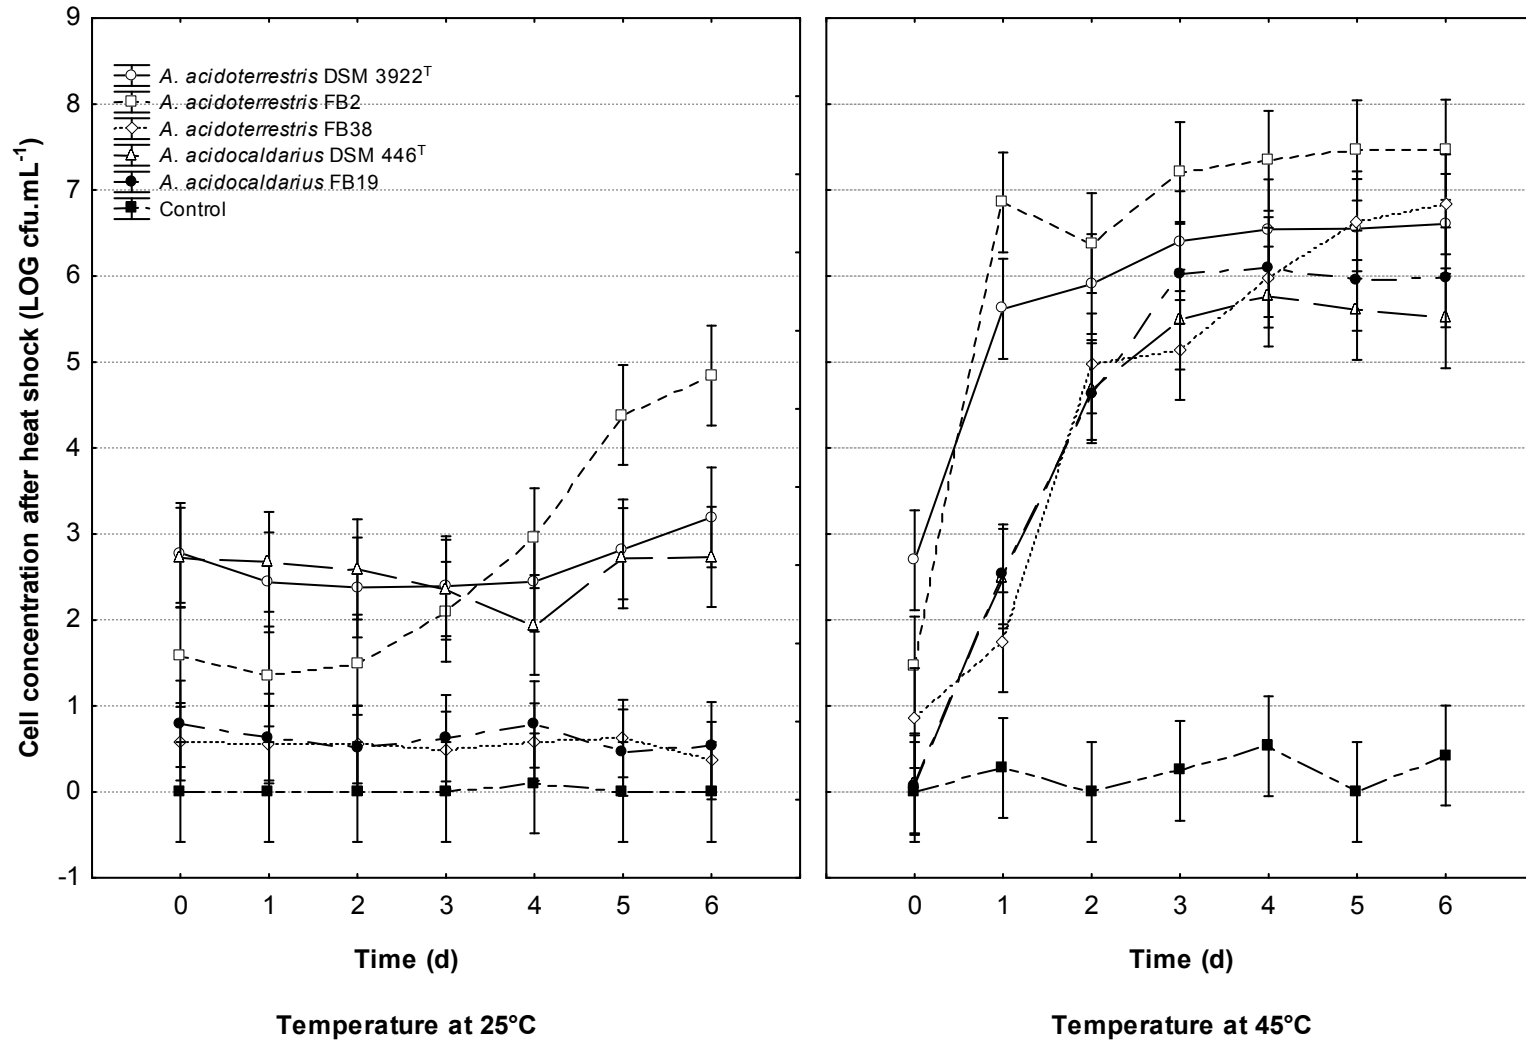 Cell concentration after heat shock (LOG cfu.mL-1)
9
8
7
6
5
4
3
2
1
0
-1
A. acidoterrestris DSM 3922T
A. acidoterrestris FB2
A. acidoterrestris FB38
A. acidocaldarius DSM 446T
A. acidocaldarius FB19
Control
0 1 2 3 4 5 6
0 1 2 3 4 5 6
Time (d)
Time (d)
Temperature at 25°C
Temperature at 45°C